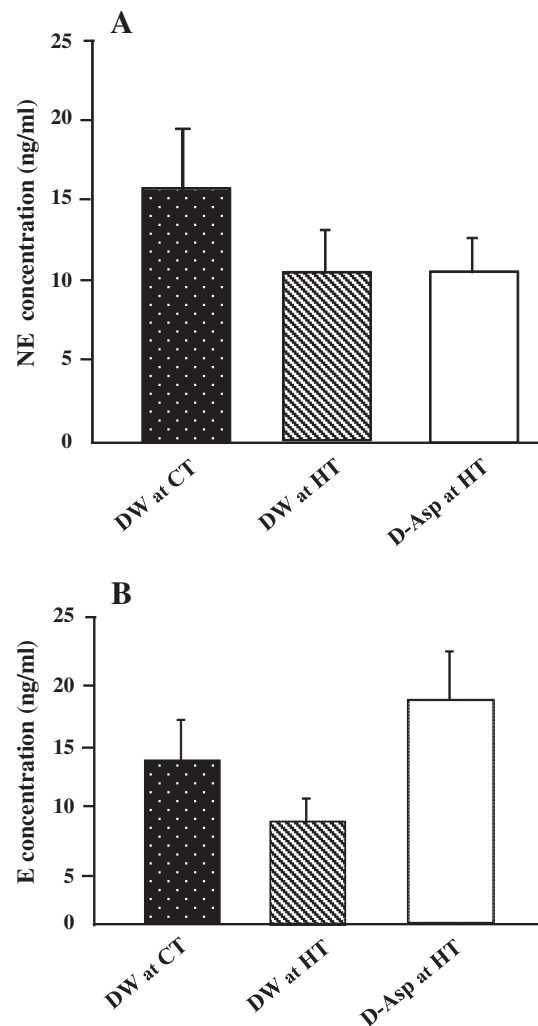 A
NE concentration (ng/ml)
25
20
15
10
5
0
DW at CT
DW at HT
D-Asp at HT
B
E concentration (ng/ml)
25
20
15
10
5
0
DW at CT
DW at HT
D-Asp at HT